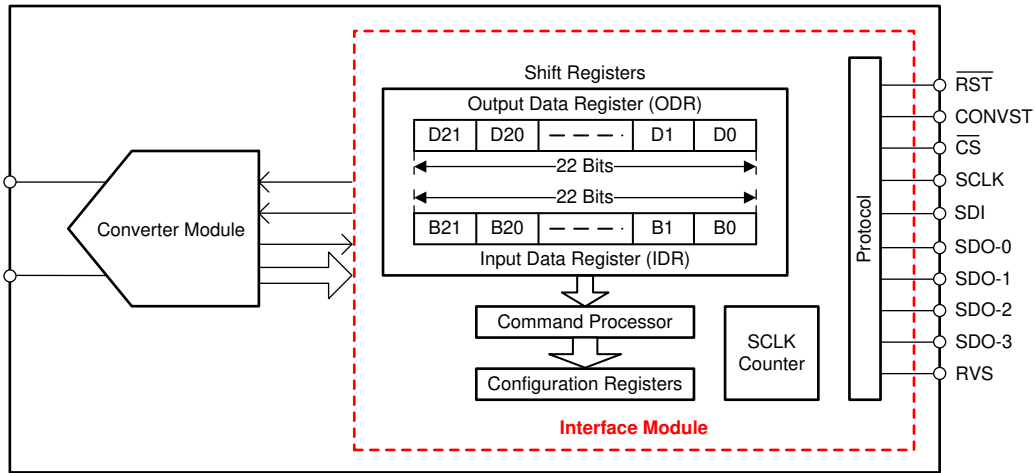 Shift Registers
Output Data Register (ODR)
D21 D20 D1 D0
22 Bits
22 Bits
B21 B20 B1 B0
Input Data Register (IDR)
Converter Module
Command Processor
Configuration Registers
SCLK
Counter
Interface Module
Protocol
RST
CONVST
CS
SCLK
SDI
SDO-0
SDO-1
SDO-2
SDO-3
RVS